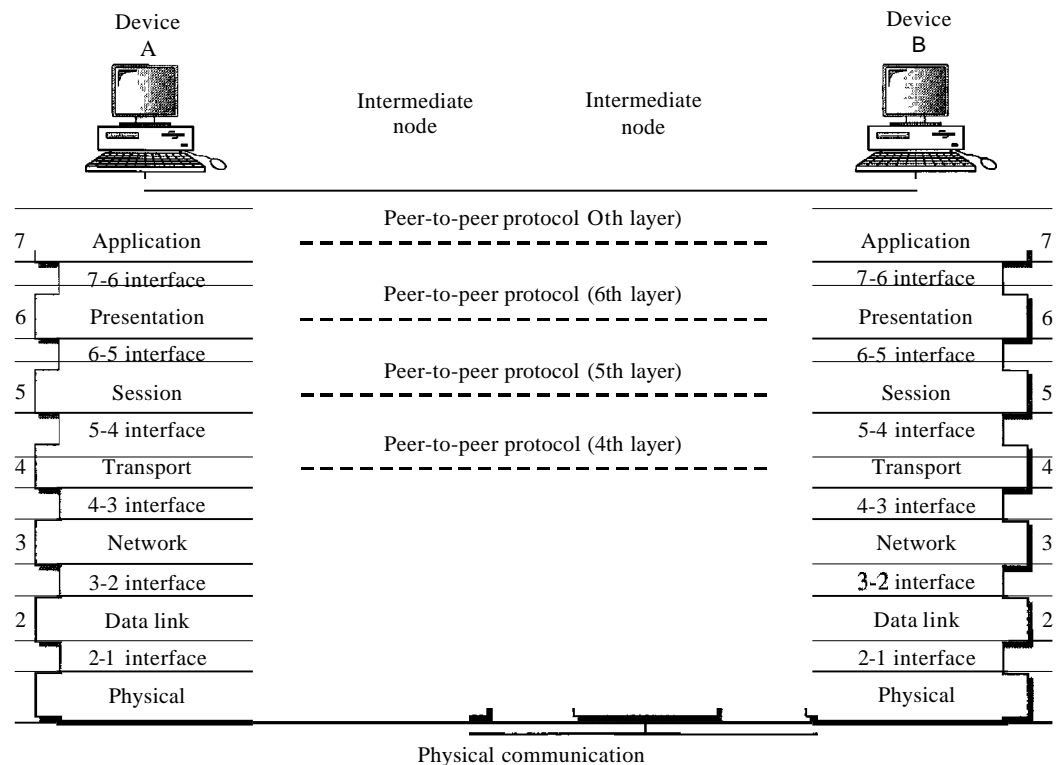 Device
A
Device
B
Intermediate
node
Intermediate
node
Peer-to-peer protocol Oth layer)
7 Application
Application 7
7-6 interface
7-6 interface
Peer-to-peer protocol (6th layer)
6 Presentation
Presentation 6
6-5 interface
6-5 interface
Peer-to-peer protocol (5th layer)
5 Session
Session 5
5-4 interface
5-4 interface
Peer-to-peer protocol (4th layer)
4 Transport
Transport 4
4-3 interface
4-3 interface
3 Network
Network 3
3-2 interface
3-2 interface
2 Data link
Data link 2
2-1 interface
2-1 interface
Physical
Physical
Physical communication